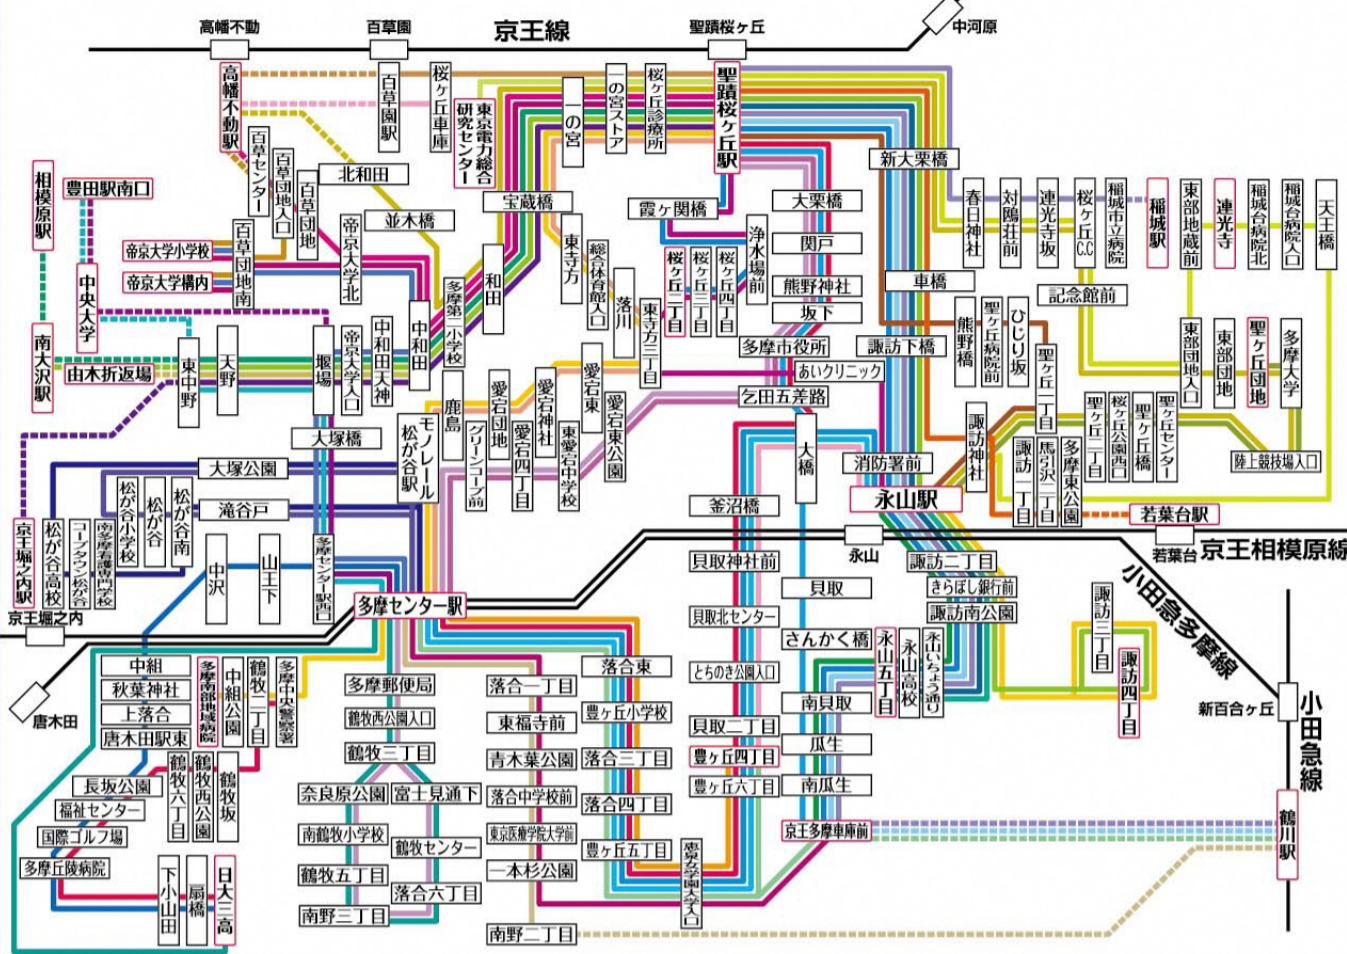 高幡不動
百草園
京王線
聖蹟桜ヶ丘
中河原
高幡不動駅
百草園駅
桜ヶ丘車庫
東京電力総合
研究センター
一の宮
一の宮ストア
桜ヶ丘診療所
聖蹟桜ヶ丘駅
新大栗橋
相模原駅
豊田駅南口
百草センター
百草団地入口
百草団地
北和田
並木橋
宝蔵橋
霞ヶ関橋
大栗橋
春日神社
対鴎荘前
連光寺坂
桜ヶ丘C.C
稲城市立病院
稲城駅
東部地蔵前
連光寺
稲城台病院北
稲城台病院入口
天王橋
帝京大学小学校
帝京大学構内
百草団地南
帝京大学北
多摩第二小学校
和田
東寺方
総合体育館入口
落川
東寺方三丁目
桜ヶ丘二丁目
桜ヶ丘三丁目
桜ヶ丘四丁目
浄水場前
関戸
熊野神社
坂下
車橋
記念館前
中央大学
南大沢駅
由木折返場
東中野
天野
堰場
帝京大学入口
中和田天神
中和田
多摩市役所
諏訪下橋
熊野橋
聖ヶ丘病院前
ひじり坂
聖ヶ丘一丁目
東部団地入口
東部団地
聖ヶ丘団地
多摩大学
あいクリニック
乞田五差路
大塚橋
モノレール
松が谷駅
鹿島
グリーンコープ前
愛宕団地
愛宕四丁目
愛宕神社
東愛宕中学校
愛宕東
愛宕東公園
大橋
消防署前
永山駅
諏訪神社
諏訪一丁目
馬引沢二丁目
多摩東公園
聖ヶ丘二丁目
桜ヶ丘公園西口
聖ヶ丘橋
聖ヶ丘センター
陸上競技場入口
若葉台駅
大塚公園
滝谷戸
京王堀之内駅
松が谷高校
コープタウン松が谷
南多摩看護専門学校
松が谷小学校
松が谷
松が谷南
中沢
山王下
多摩センター駅西口
多摩センター駅
釜沼橋
貝取神社前
貝取北センター
とちのき公園入口
貝取二丁目
豊ヶ丘四丁目
豊ヶ丘六丁目
永山
若葉台
京王相模原線
小田急多摩線
京王堀之内
唐木田
諏訪二丁目
きらぼし銀行前
諏訪南公園
貝取
さんかく橋
南貝取
瓜生
南瓜生
京王多摩車庫前
永山五丁目
永山高校
永山いちょう通り
諏訪三丁目
諏訪四丁目
新百合ヶ丘
小田急線
鶴川駅
中組
秋葉神社
上落合
唐木田駅東
長坂公園
福祉センター
国際ゴルフ場
多摩丘陵病院
多摩南部地域病院
中組公園
鶴牧二丁目
多摩中央警察署
鶴牧六丁目
鶴牧西公園
鶴牧坂
下小山田
扇橋
日大三高
多摩郵便局
鶴牧西公園入口
鶴牧三丁目
奈良原公園
富士見通下
南鶴牧小学校
鶴牧センター
鶴牧五丁目
落合六丁目
南野三丁目
落合一丁目
東福寺前
青木葉公園
落合中学校前
東京医療学院大学前
一本杉公園
南野二丁目
落合東
豊ヶ丘小学校
落合三丁目
落合四丁目
豊ヶ丘五丁目
恵泉女学園大学入口